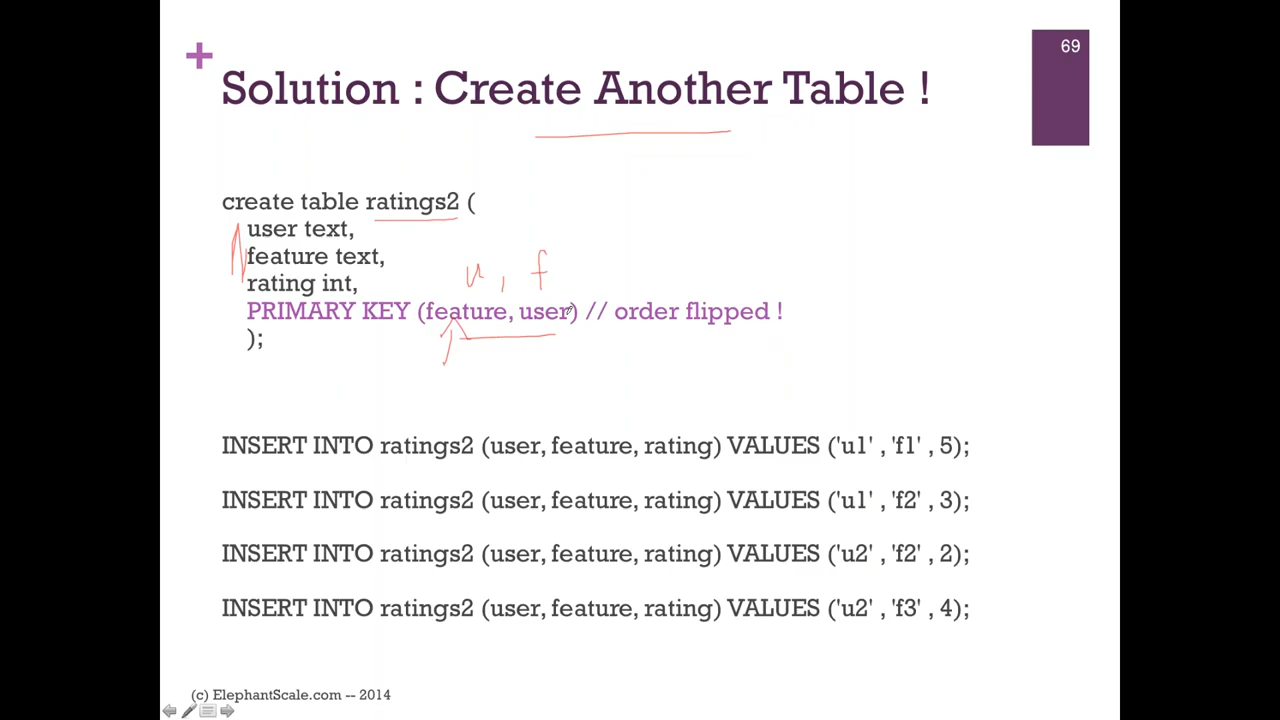 69
+
Solution : Create Another Table !
create table ratings2 (
user text,
feature text,
rating int,
u, f
PRIMARY KEY (feature, user) // order flipped !
);
INSERT INTO ratings2 (user, feature, rating) VALUES ('u1' , 'f1' , 5);
INSERT INTO ratings2 (user, feature, rating) VALUES ('u1' , 'f2' , 3);
INSERT INTO ratings2 (user, feature, rating) VALUES ('u2' , 'f2' , 2);
INSERT INTO ratings2 (user, feature, rating) VALUES ('u2' , 'f3' , 4);
(c) ElephantScale.com -- 2014